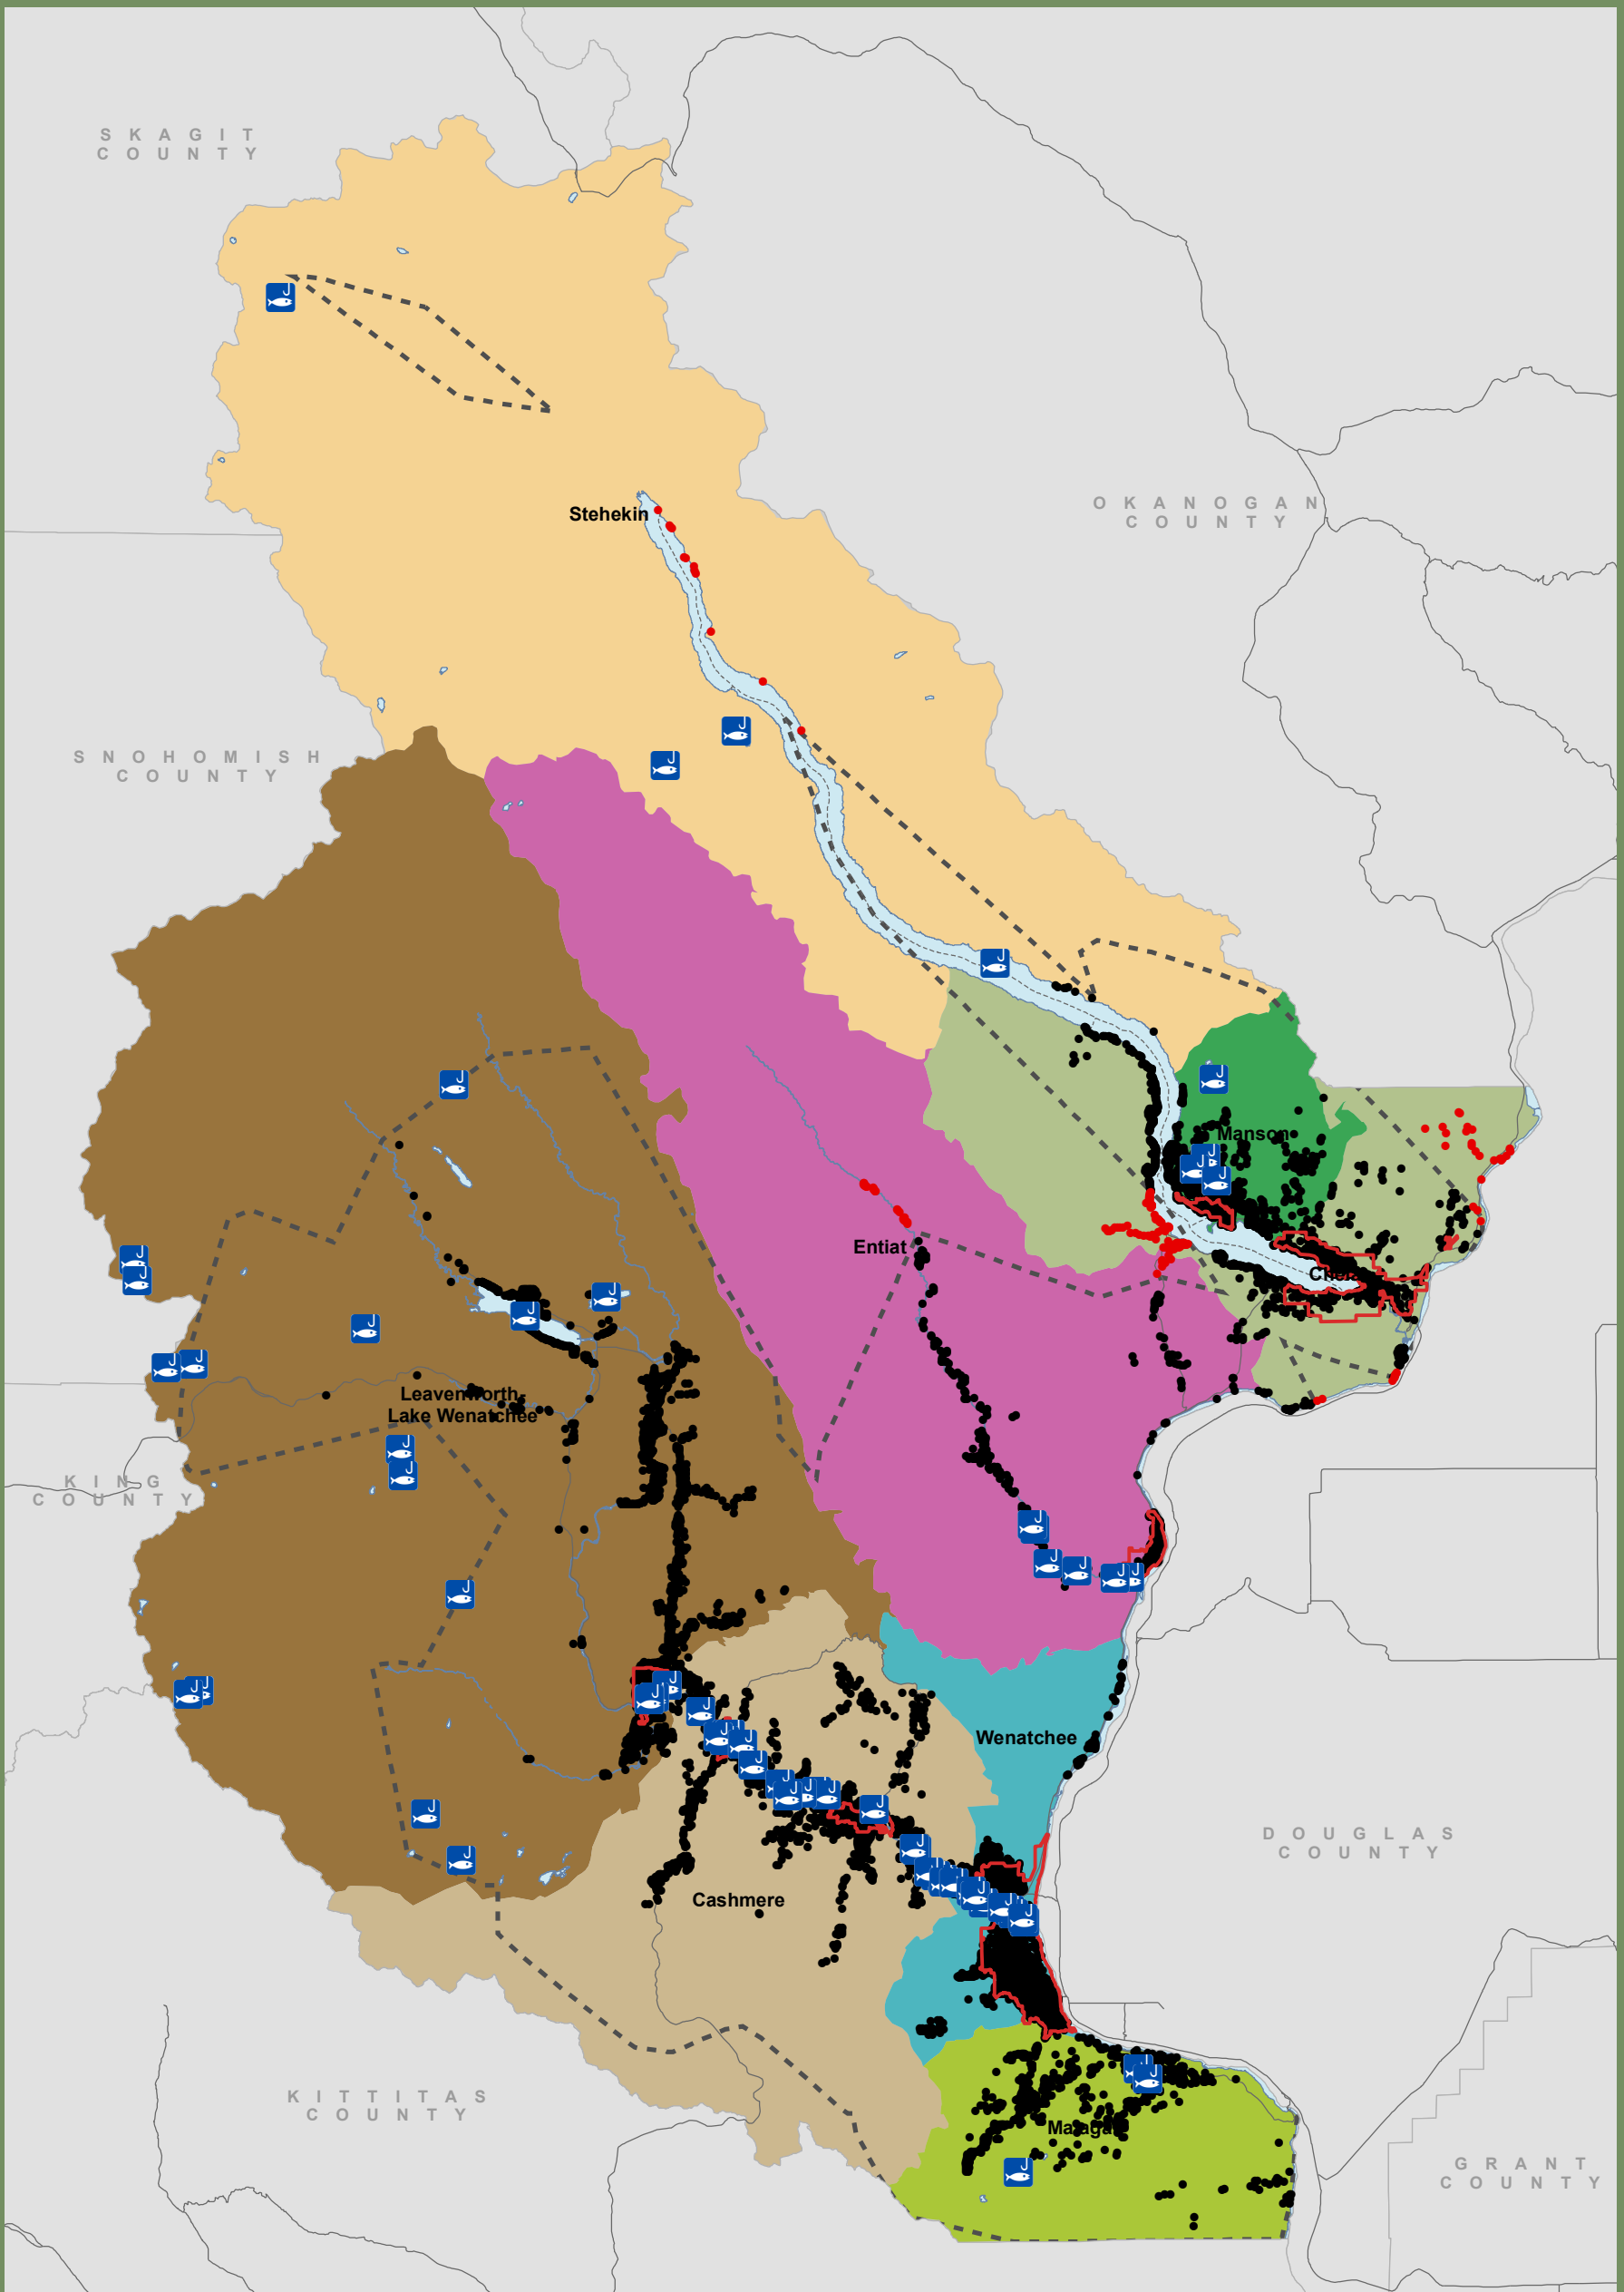 SKAGIT
COUNTY
OKANOGAN
COUNTY
Stehekin
SNOHOMISH
COUNTY
Manson
Entiat
Leavenworth-
Lake Wenatchee
KING
COUNTY
Wenatchee
DOUGLAS
COUNTY
Cashmere
KITTITAS
COUNTY
Malaga
GRANT
COUNTY